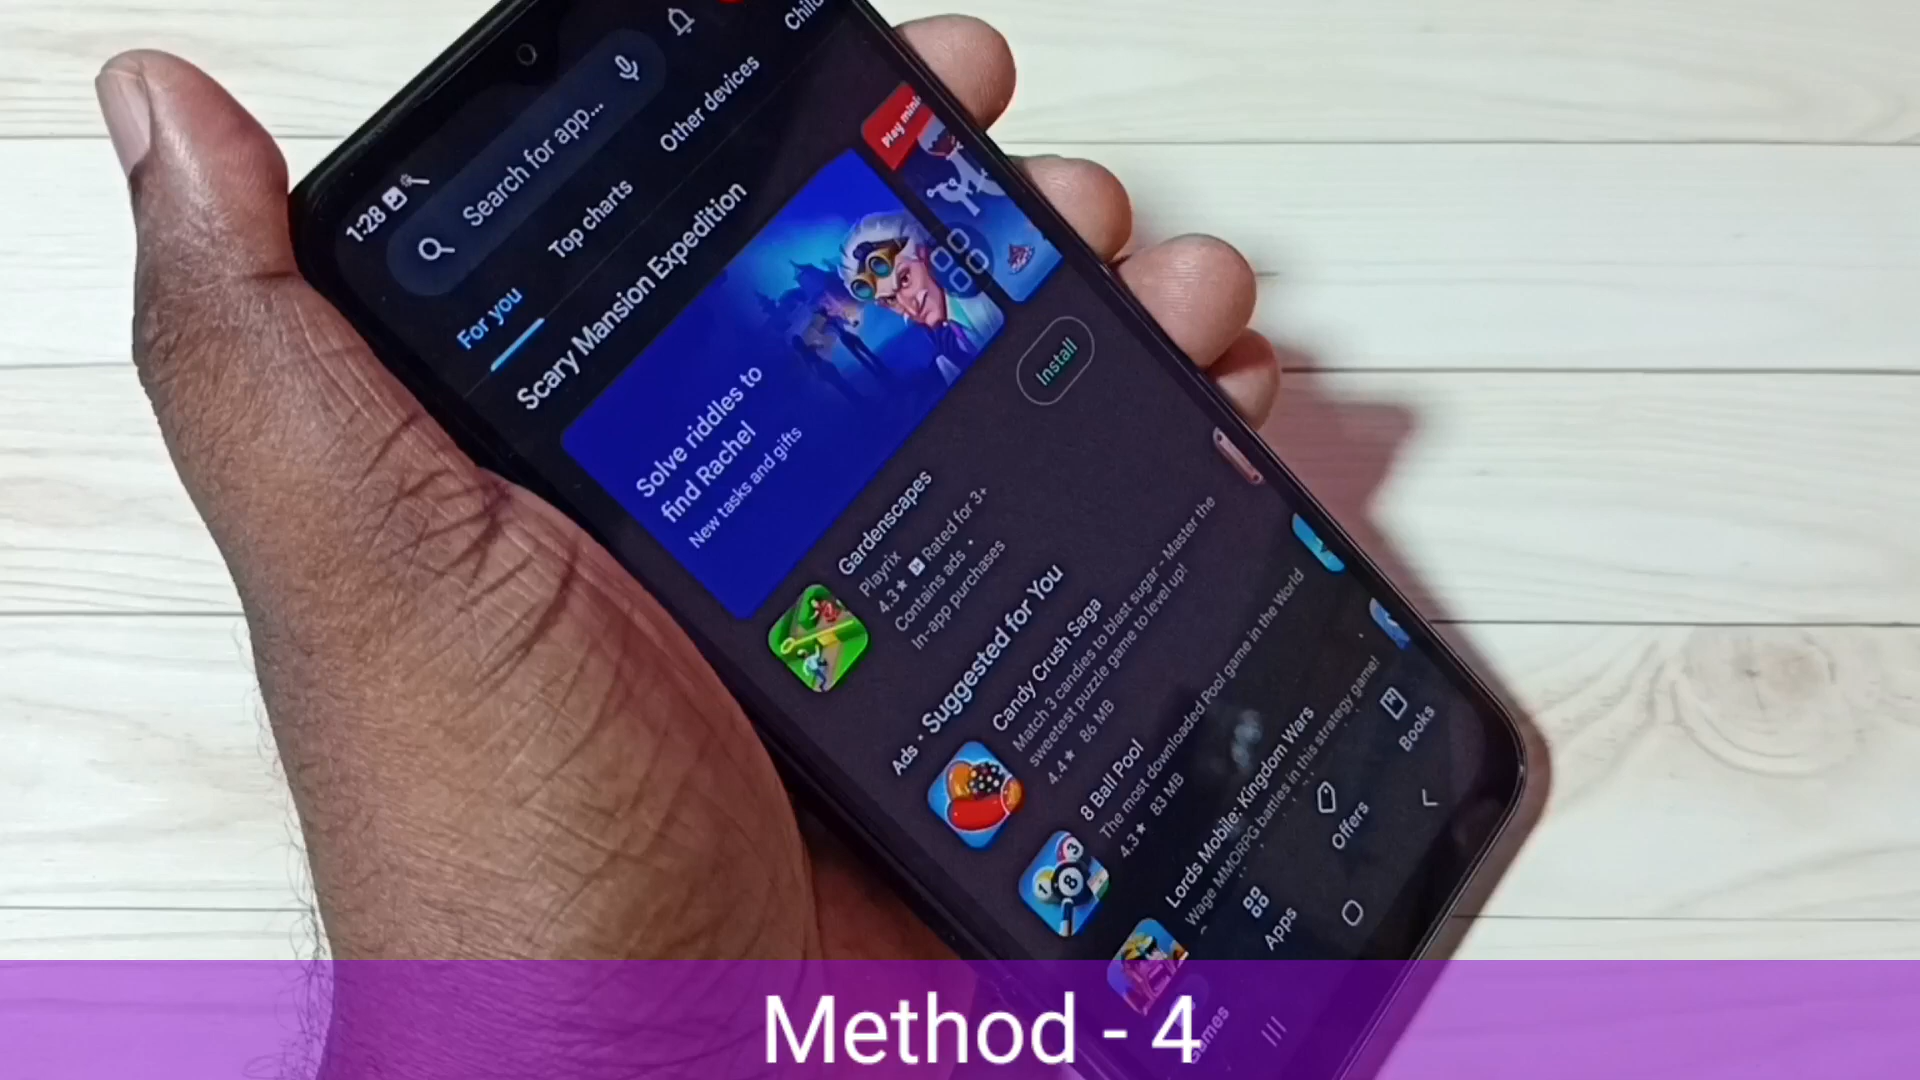 1:28
Search for app...
For you
Top charts
Other devices
Scary Mansion Expedition
Solve riddles to
find Rachel
New tasks and gifts
Install
Gardenscapes
Playrix
4.3★ Rated for 3+
Contains ads •
In-app purchases
Ads • Suggested for You
Candy Crush Saga
Match 3 candies to blast sugar - Master the
sweetest puzzle game to level up!
4.4★ 86 MB
8 Ball Pool
The most downloaded Pool game in the World
4.3★ 83 MB
Lords Mobile: Kingdom Wars
Wage MMORPG battles in this strategy game!
Apps
Offers
Books
Method - 4